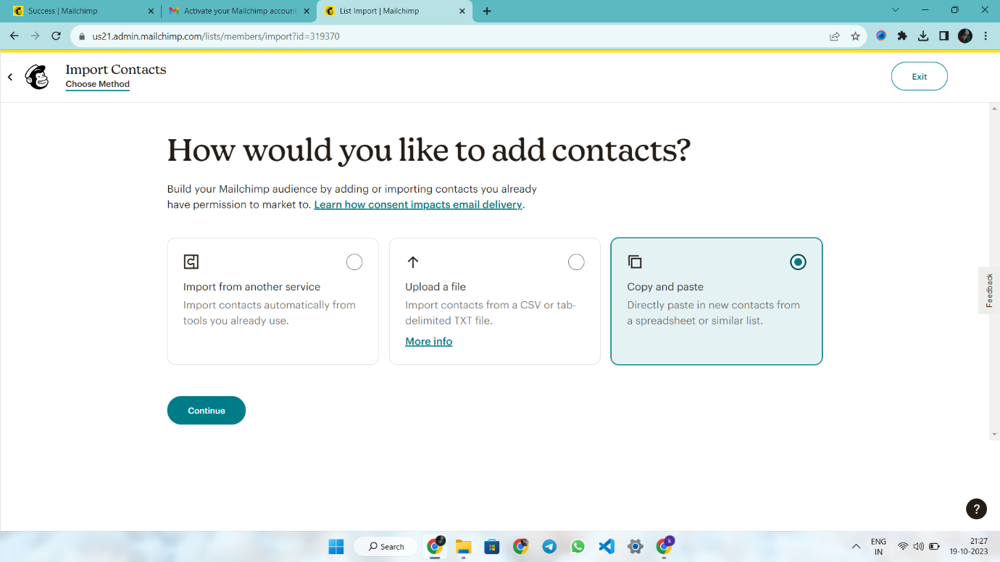 Success | Mailchimp
Activate your Mailchimp account
List Import | Mailchimp
us21.admin.mailchimp.com/lists/members/import?id=319370
Import Contacts
Choose Method
Exit
How would you like to add contacts?
Build your Mailchimp audience by adding or importing contacts you already
have permission to market to. Learn how consent impacts email delivery.
Import from another service
Import contacts automatically from
tools you already use.
Upload a file
Import contacts from a CSV or tab-
delimited TXT file.
More info
Copy and paste
Directly paste in new contacts from
a spreadsheet or similar list.
Feedback
Continue
?
Search
k
ENG
IN
21:27
19-10-2023